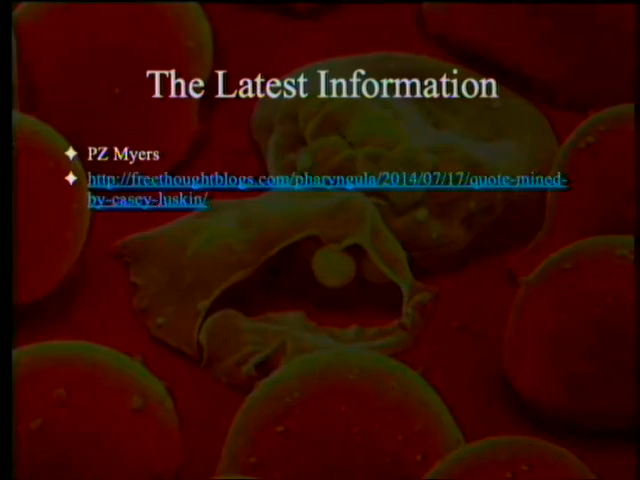 The Latest Information
PZ Myers
http://freethoughtblogs.com/pharyngula/2014/07/17/quote-mined-
by-casey-luskin/